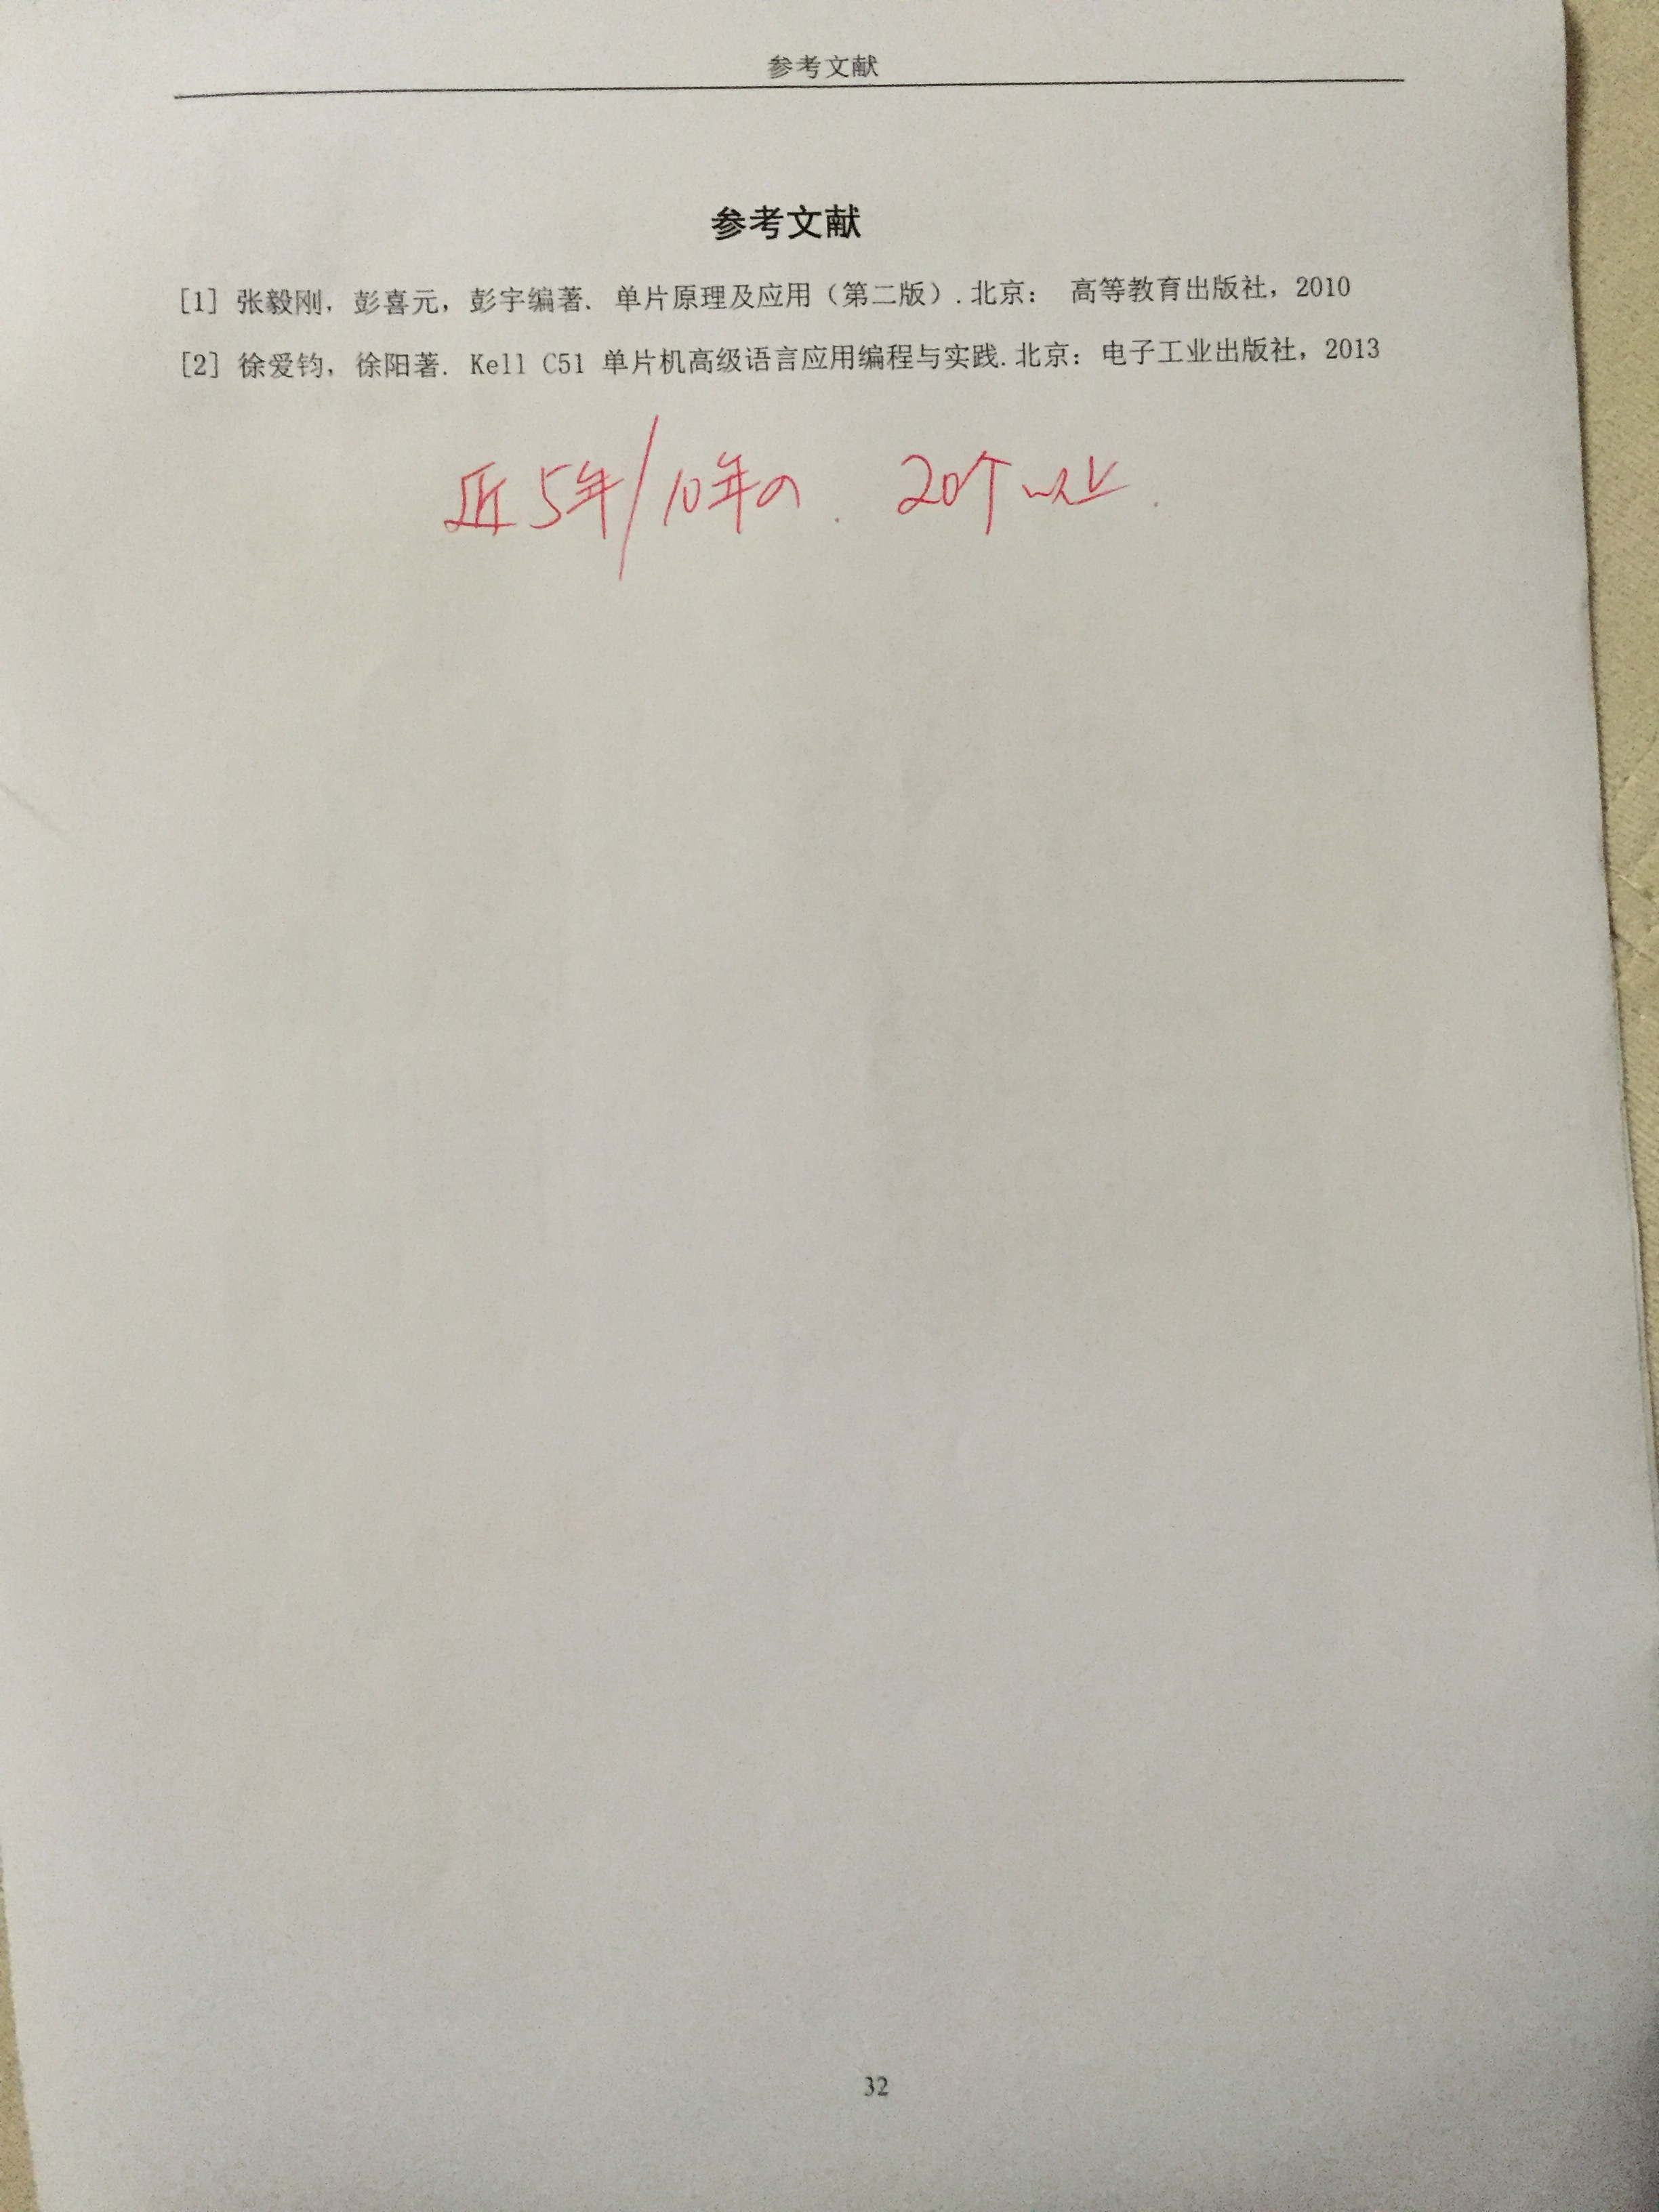 参考文献
参考文献
[1] 张毅刚，彭喜元，彭宇编著. 单片原理及应用（第二版）.北京： 高等教育出版社，2010
[2] 徐爱钧，徐阳著. Kell C51 单片机高级语言应用编程与实践.北京：电子工业出版社，2013
近5年/10年の. 20个以上.
32